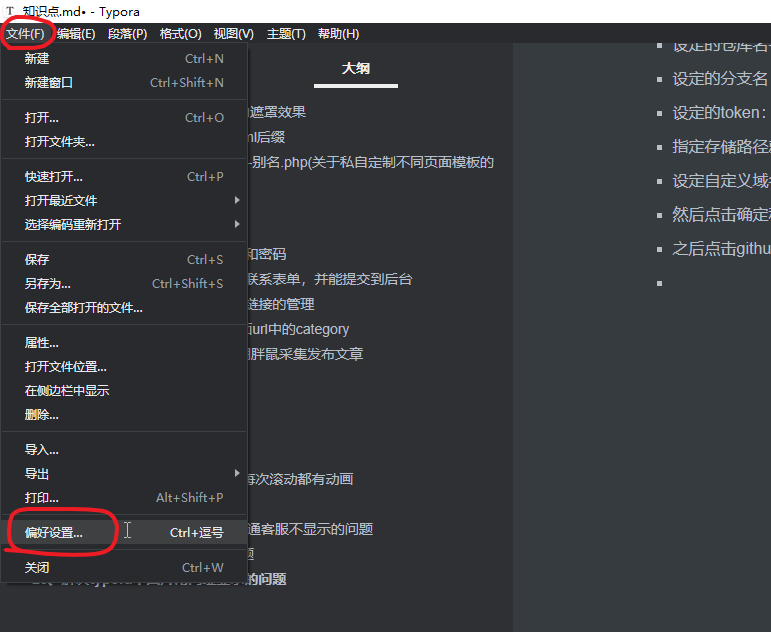 T 知识点.md• - Typora
文件(F) 编辑(E) 段落(P) 格式(O) 视图(V) 主题(T) 帮助(H)
新建 Ctrl+N
新建窗口 Ctrl+Shift+N
打开... Ctrl+O
打开文件夹...
快速打开... Ctrl+P
打开最近文件
选择编码重新打开
保存 Ctrl+S
另存为... Ctrl+Shift+S
保存全部打开的文件...
属性...
打开文件位置...
在侧边栏中显示
删除...
导入...
导出
打印... Alt+Shift+P
偏好设置... Ctrl+逗号
关闭 Ctrl+W
大纲
遮罩效果
nl后缀
-别名.php(关于私自定制不同页面模板的
和密码
联系表单，并能提交到后台
链接的管理
url中的category
胖鼠采集发布文章
每次滚动都有动画
通客服不显示的问题
题
的问题
设定的仓库名
设定的分支名
设定的token：
指定存储路径
设定自定义域
然后点击确定
之后点击githu